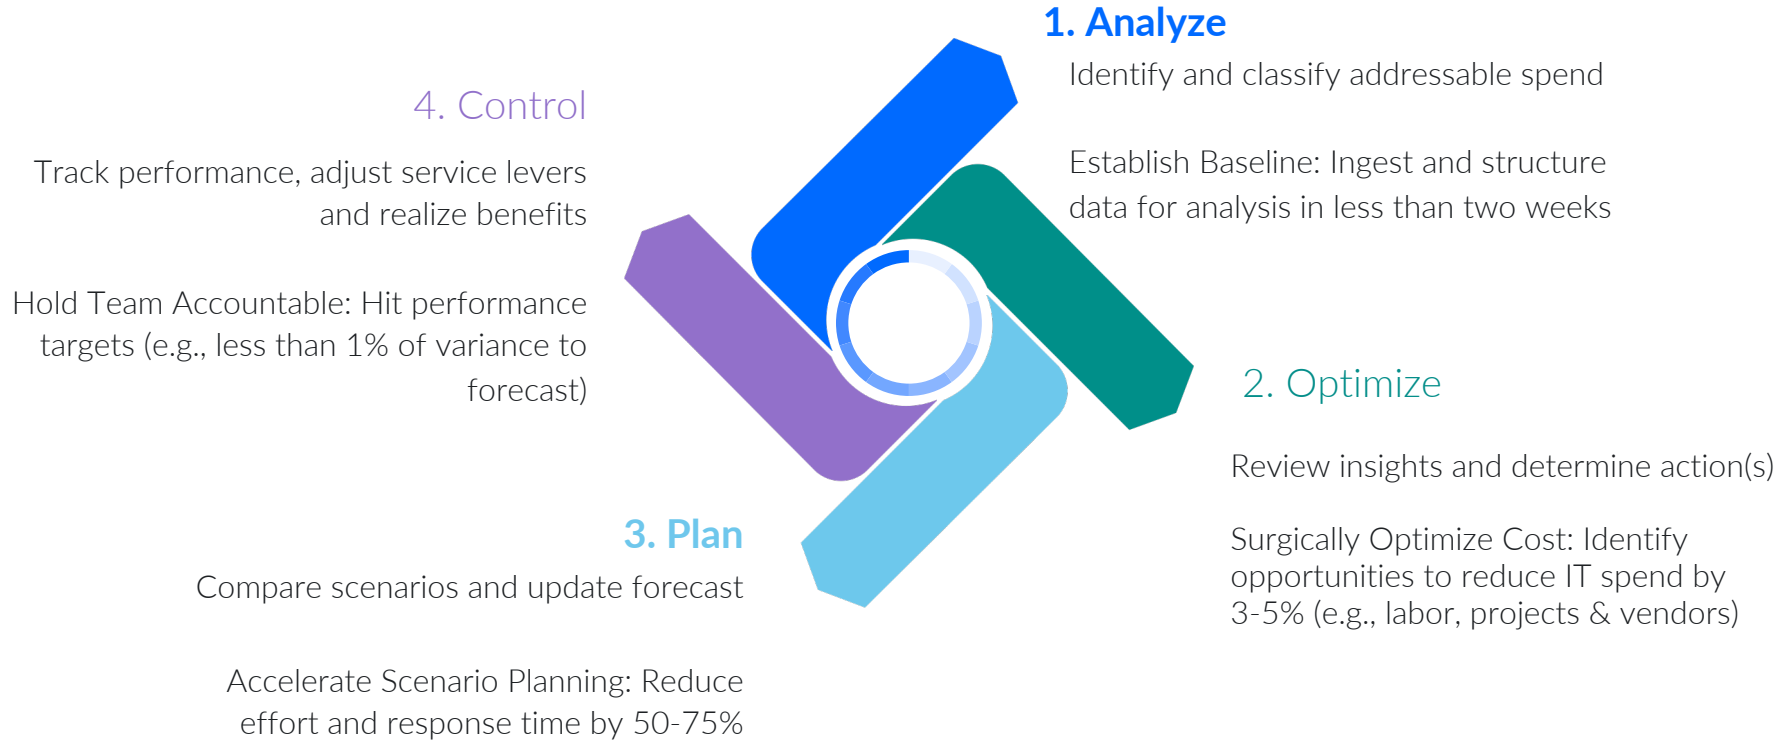 1. Analyze
Identify and classify addressable spend
Establish Baseline: Ingest and structure
data for analysis in less than two weeks
2. Optimize
Review insights and determine action(s)
Surgically Optimize Cost: Identify
opportunities to reduce IT spend by
3-5% (e.g., labor, projects & vendors)
3. Plan
Compare scenarios and update forecast
Accelerate Scenario Planning: Reduce
effort and response time by 50-75%
4. Control
Track performance, adjust service levers
and realize benefits
Hold Team Accountable: Hit performance
targets (e.g., less than 1% of variance to
forecast)